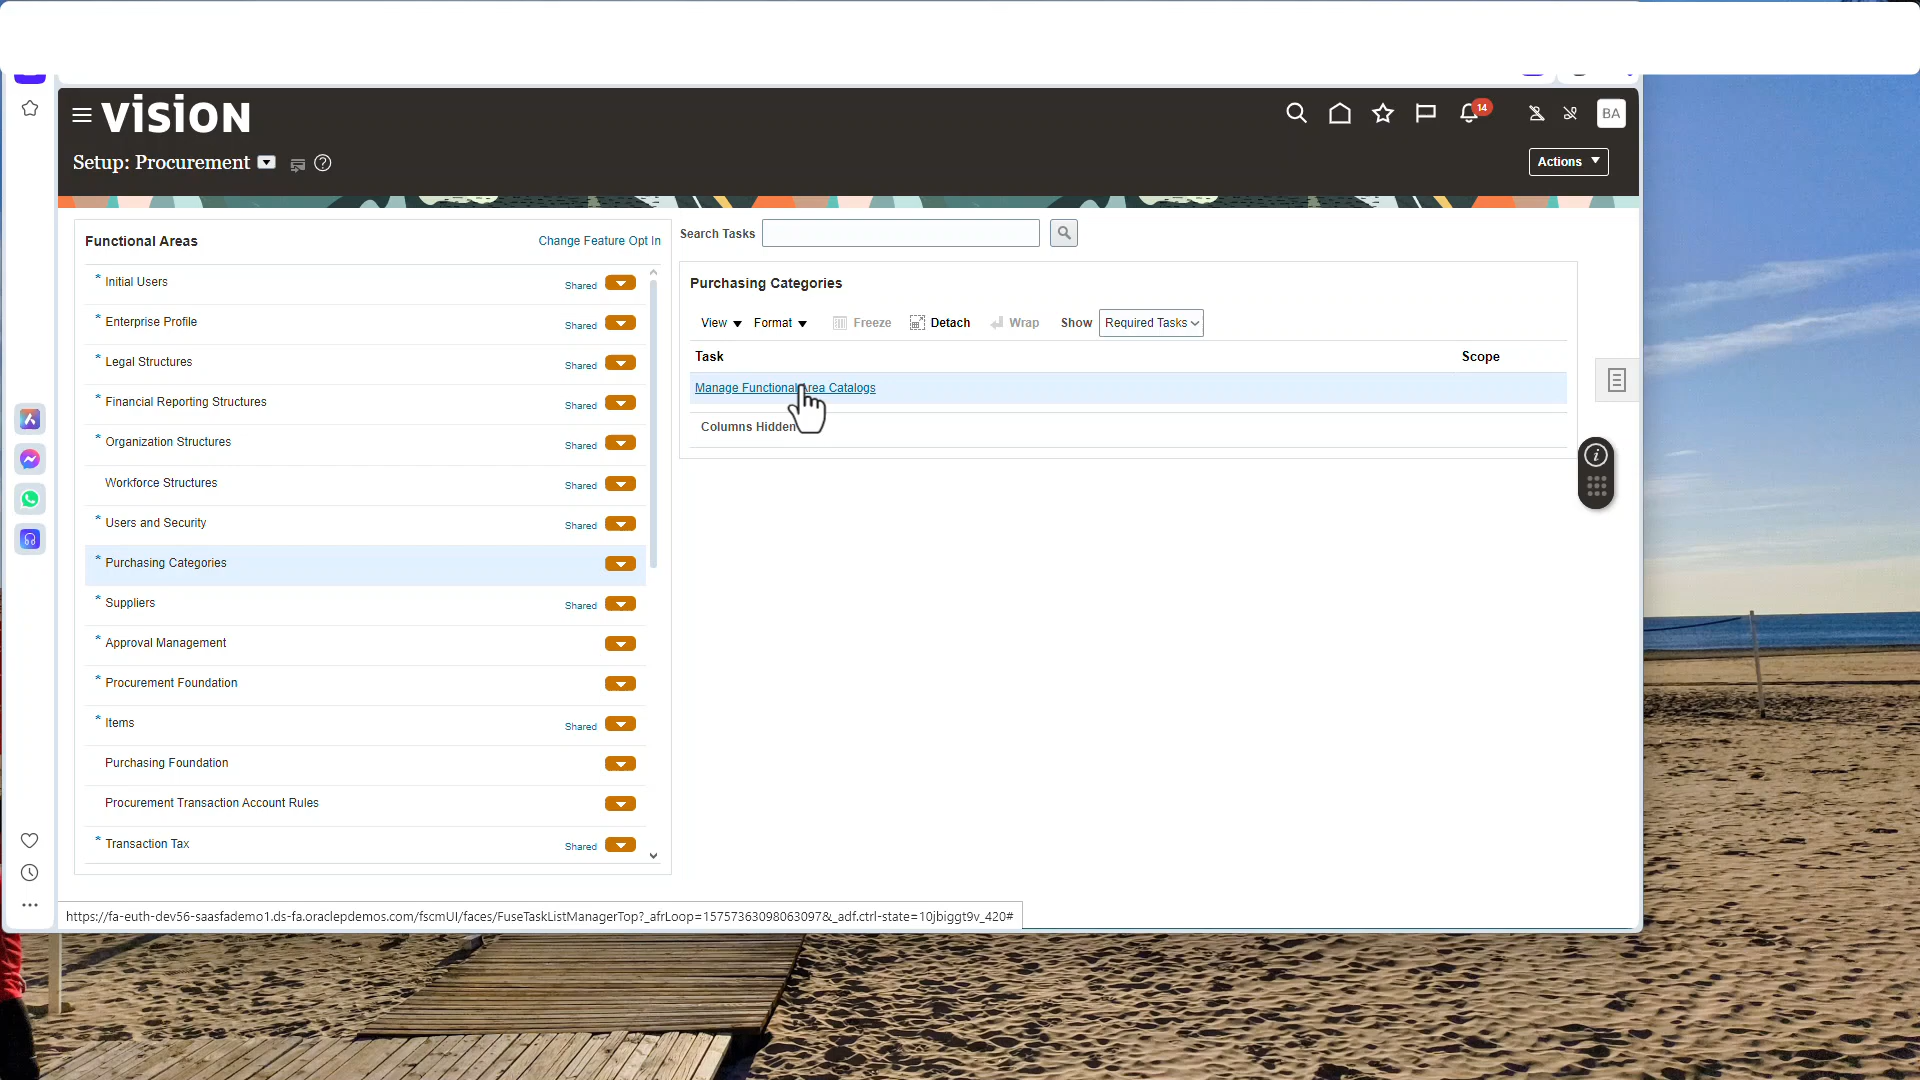 vision
14
BA
Setup: Procurement
Actions
Functional Areas
Change Feature Opt In
* Initial Users Shared
* Enterprise Profile Shared
* Legal Structures Shared
* Financial Reporting Structures Shared
* Organization Structures Shared
Workforce Structures Shared
* Users and Security Shared
* Purchasing Categories
* Suppliers Shared
* Approval Management
* Procurement Foundation
* Items Shared
Purchasing Foundation
Procurement Transaction Account Rules
* Transaction Tax Shared
Search Tasks
Purchasing Categories
View Format Freeze Detach Wrap Show Required Tasks
Task Scope
Manage Functional Area Catalogs
Columns Hidden
https://fa-euth-dev56-saasfademo1.ds-fa.oraclepdemos.com/fscmUI/faces/FuseTaskListManagerTop?_afrLoop=15757363098063097&_adf.ctrl-state=10jbiggt9v_420#